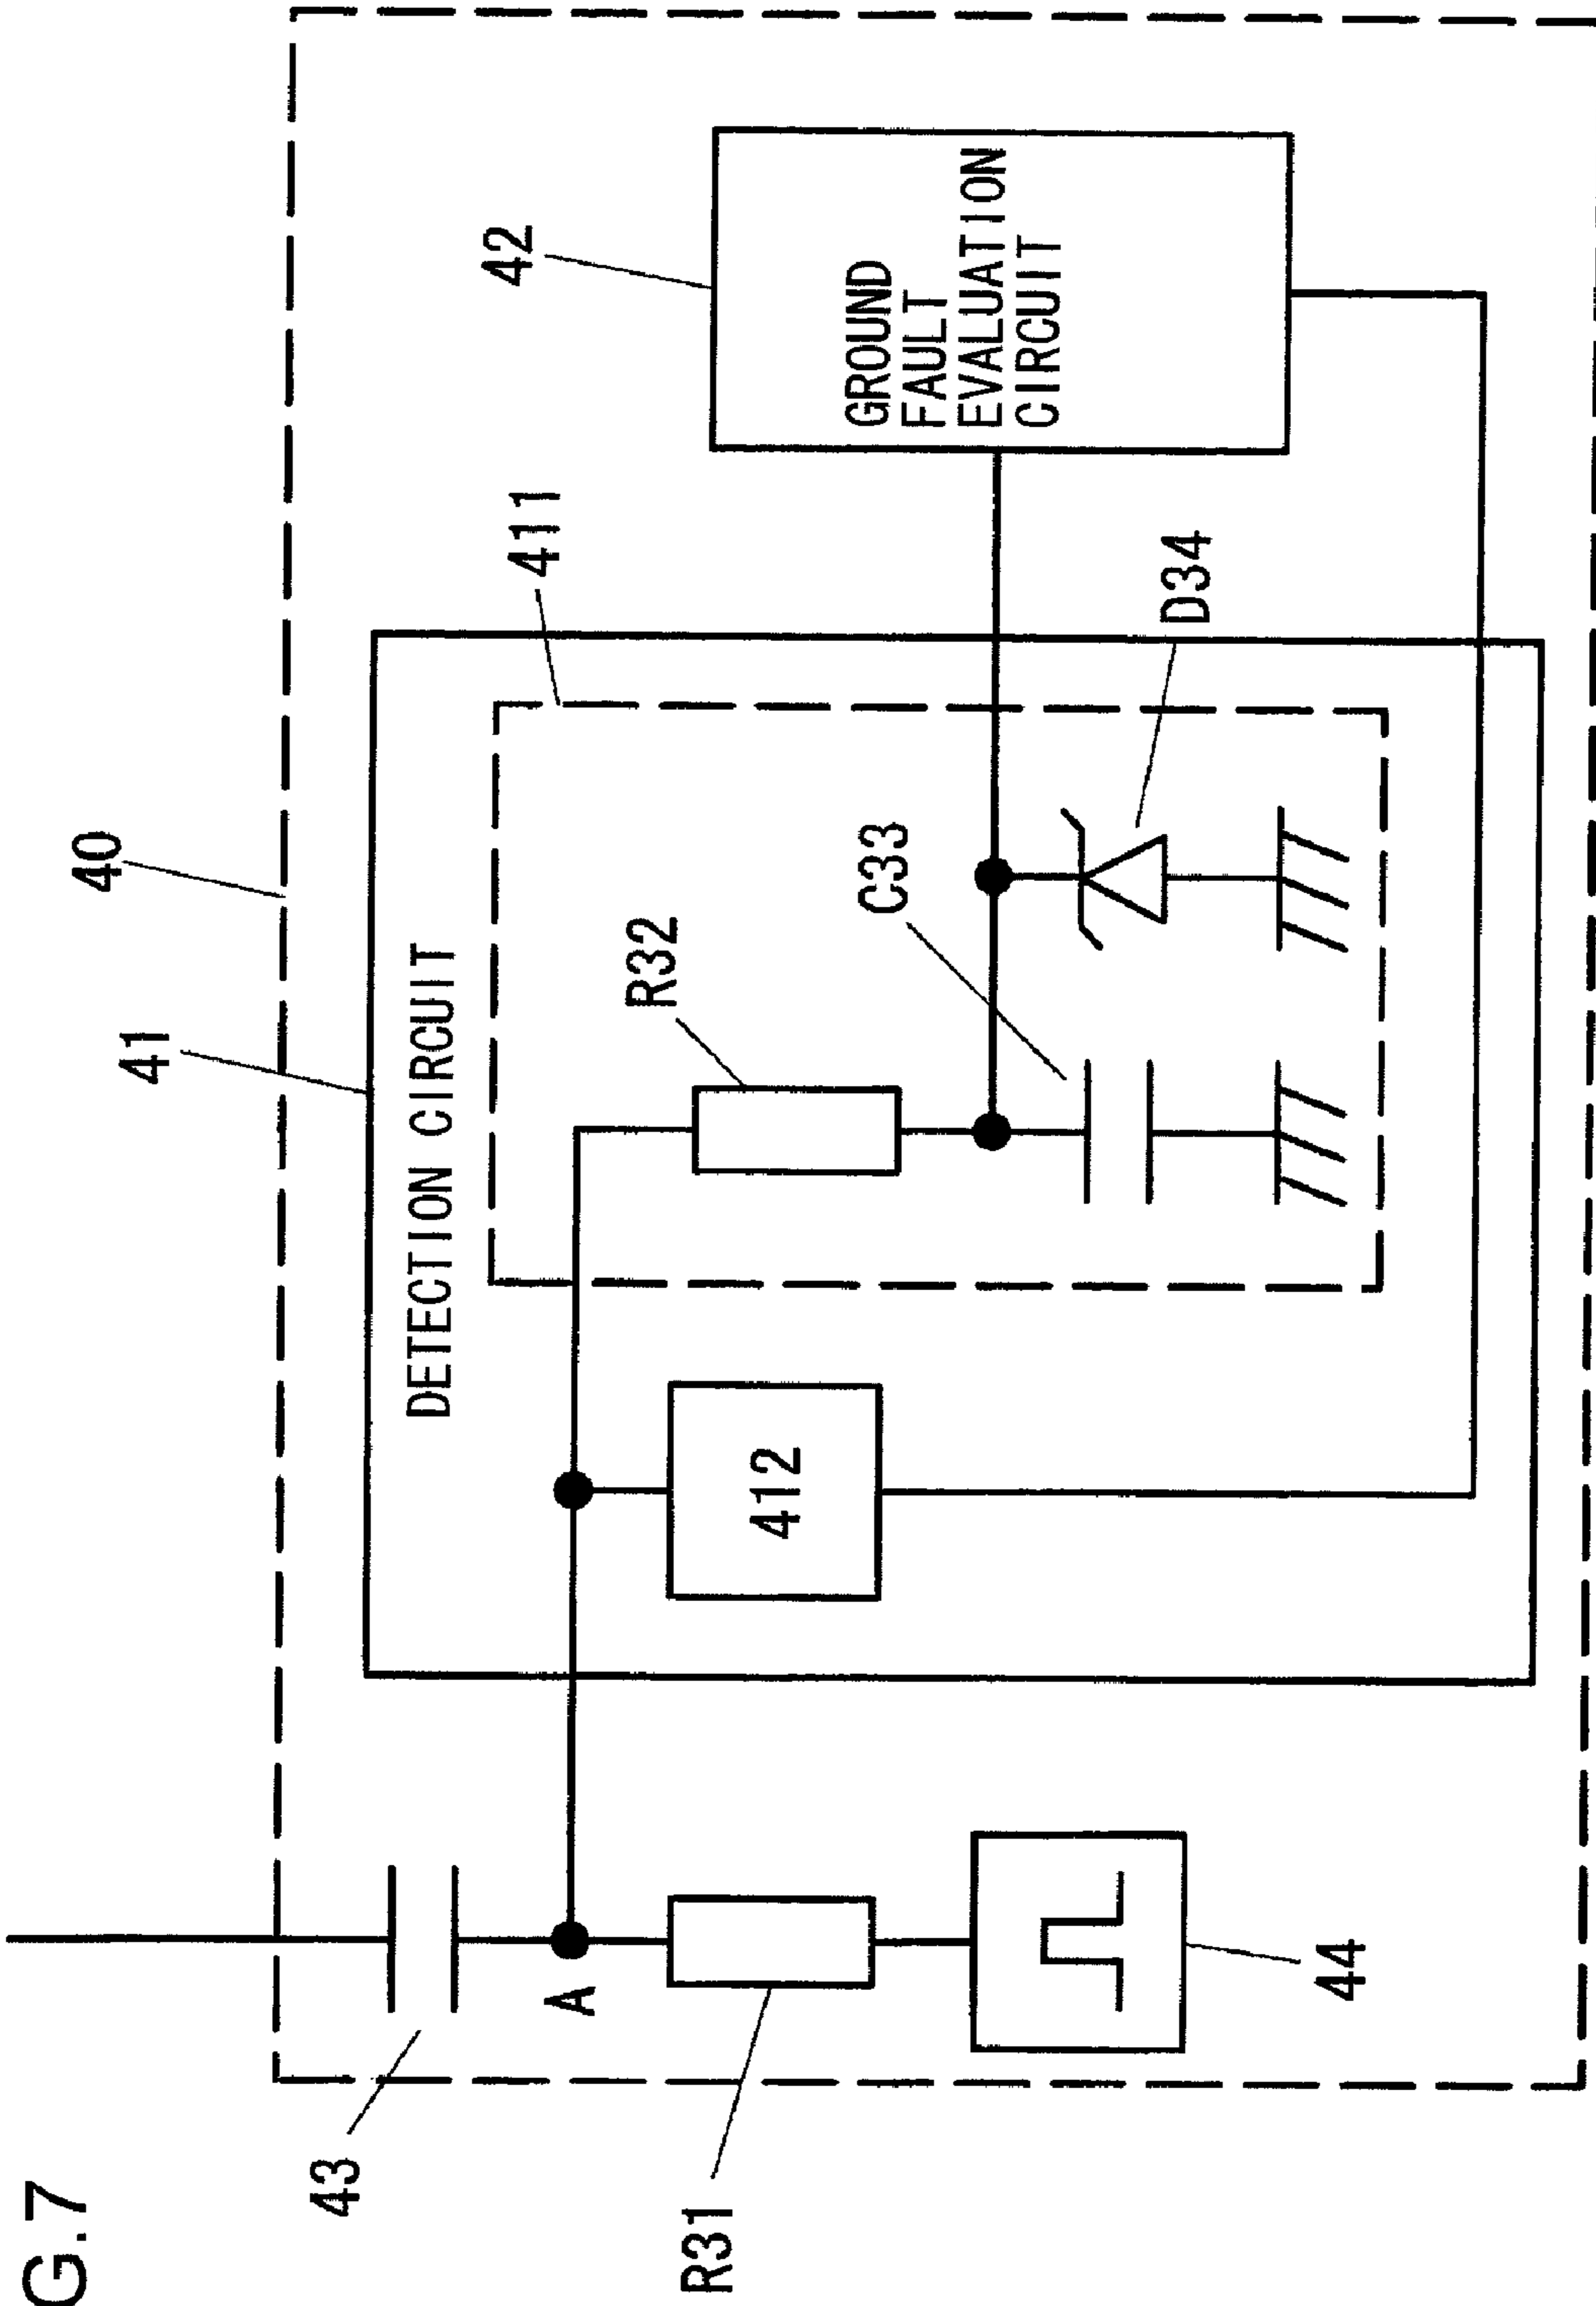 G.7
40
41
42
DETECTION CIRCUIT
411
43
R32
GROUND
FAULT
EVALUATION
CIRCUIT
A
412
C33
R31
D34
44